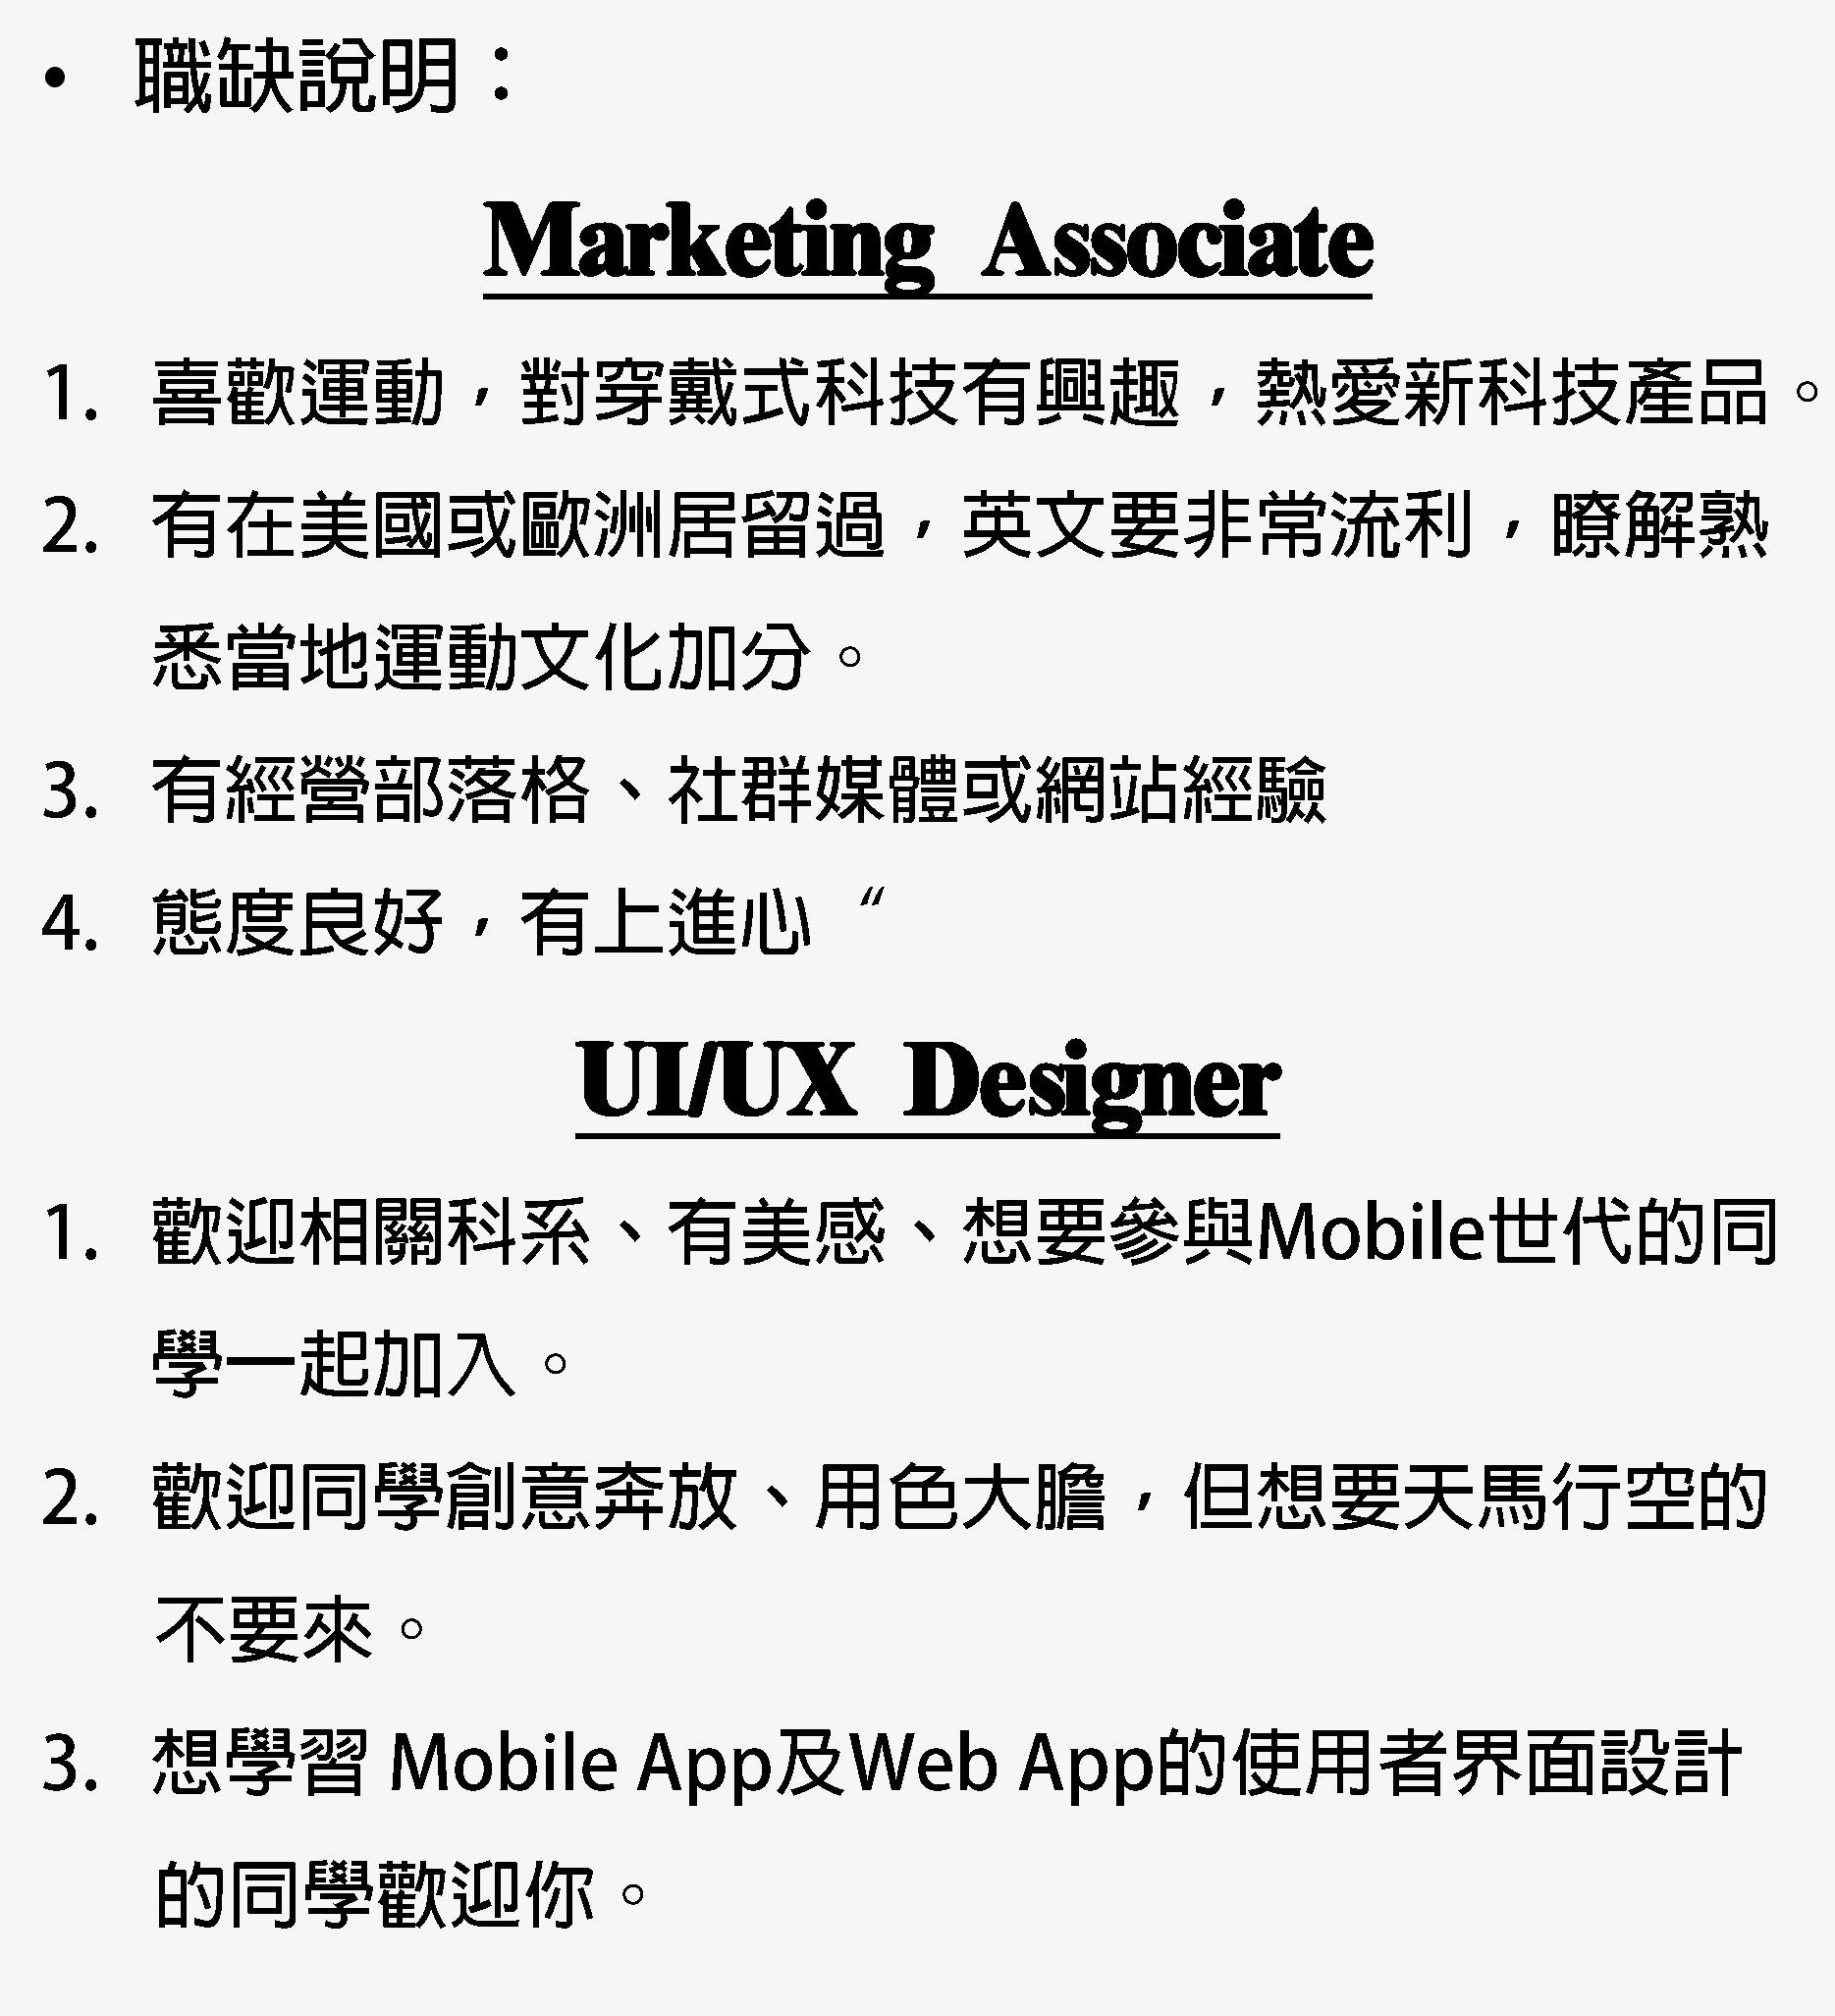 • 職缺說明：
Marketing Associate
1. 喜歡運動，對穿戴式科技有興趣，熱愛新科技產品。
2. 有在美國或歐洲居留過，英文要非常流利，瞭解熟
悉當地運動文化加分。
3. 有經營部落格、社群媒體或網站經驗
4. 態度良好，有上進心“
UI/UX Designer
1. 歡迎相關科系、有美感、想要參與Mobile世代的同
學一起加入。
2. 歡迎同學創意奔放、用色大膽，但想要天馬行空的
不要來。
3. 想學習 Mobile App及Web App的使用者界面設計
的同學歡迎你。